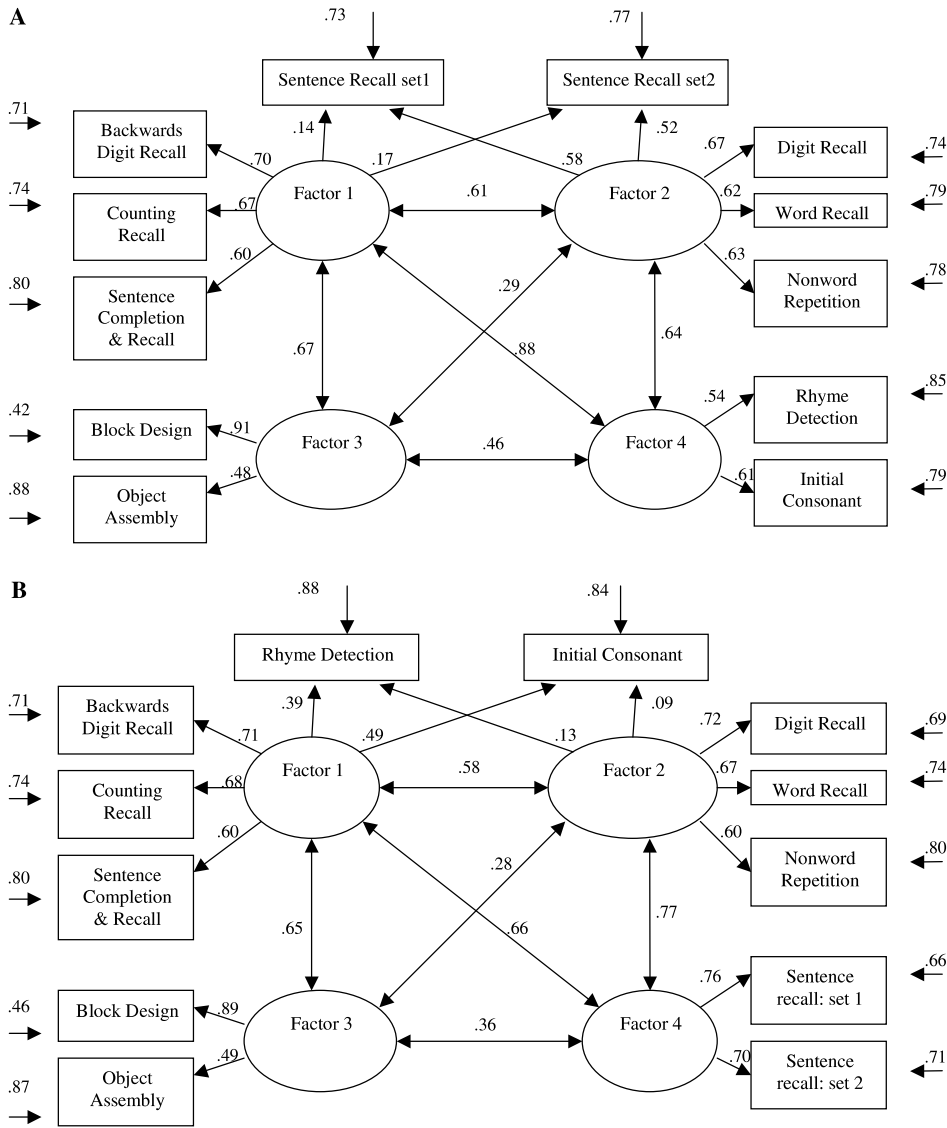 A
.73
.77
Sentence Recall set1
Sentence Recall set2
.71
Backwards
Digit Recall
.14
.70
.17
.58
.52
.67
Digit Recall
.74
Factor 1
Factor 2
.61
.74
Counting
Recall
.67
.62
Word Recall
.79
.60
.63
.80
Sentence
Completion
& Recall
Nonword
Repetition
.78
.29
.67
.88
.64
.42
Block Design
.91
Factor 3
Factor 4
.54
Rhyme
Detection
.85
.46
.88
Object
Assembly
.48
.61
Initial
Consonant
.79
B
.88
.84
Rhyme Detection
Initial Consonant
.71
Backwards
Digit Recall
.39
.71
.49
.13
.09
.72
Digit Recall
.69
Factor 1
Factor 2
.58
.74
Counting
Recall
.68
.67
Word Recall
.74
.60
.60
.80
Sentence
Completion
& Recall
Nonword
Repetition
.80
.28
.65
.66
.77
.46
Block Design
.89
Factor 3
Factor 4
.76
Sentence
recall: set 1
.66
.36
.87
Object
Assembly
.49
.70
Sentence
recall: set 2
.71